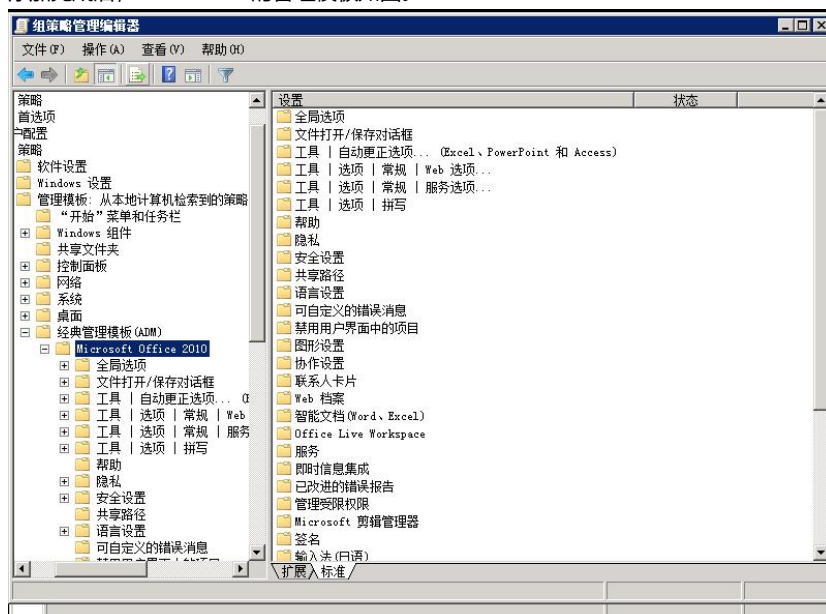 组策略管理编辑器
文件(F) 操作(A) 查看(V) 帮助(H)
策略
首选项
户配置
策略
软件设置
Windows 设置
管理模板: 从本地计算机检索到的策略
“开始”菜单和任务栏
Windows 组件
共享文件夹
控制面板
网络
系统
桌面
经典管理模板(ADM)
Microsoft Office 2010
全局选项
文件打开/保存对话框
工具 | 自动更正选项...
工具 | 选项 | 常规 | Web
工具 | 选项 | 常规 | 服务
工具 | 选项 | 拼写
帮助
隐私
安全设置
共享路径
语言设置
可自定义的错误消息
设置 状态
全局选项
文件打开/保存对话框
工具 | 自动更正选项... (Excel、PowerPoint 和 Access)
工具 | 选项 | 常规 | Web 选项...
工具 | 选项 | 常规 | 服务选项...
工具 | 选项 | 拼写
帮助
隐私
安全设置
共享路径
语言设置
可自定义的错误消息
禁用用户界面中的项目
图形设置
协作设置
联系人卡片
Web 档案
智能文档(Word、Excel)
Office Live Workspace
服务
即时信息集成
已改进的错误报告
管理受限权限
Microsoft 剪辑管理器
签名
输入法(日语)
扩展 标准